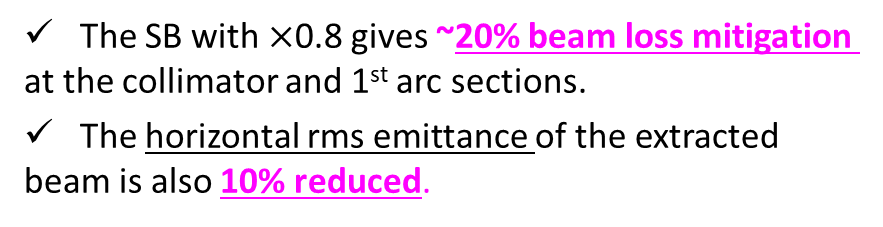 ✓ The SB with ×0.8 gives ~20% beam loss mitigation
at the collimator and 1st arc sections.
✓ The horizontal rms emittance of the extracted
beam is also 10% reduced.